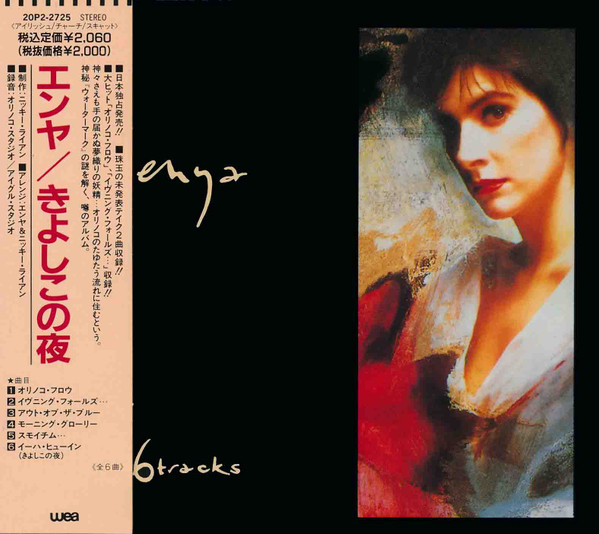 20P2-2725 STEREO
〈アイリッシュ/チャーチ/スキャット〉
税込定価¥2,060
(税抜価格¥2,000)
■日本独占発売!! ■珠玉の未発表テイク2曲収録!!
■大ヒット「オリノコ・フロウ」「イヴニング・フォールズ…」収録!!
神々さえも手の届かぬ夢織りの妖精…オリノコのたゆたう流れに住むという。
神秘「ウォーターマーク」の謎を解く、噂のアルバム。
エンヤ/きよしこの夜
■制作:ニッキー・ライアン ■アレンジ:エンヤ&ニッキー・ライアン
■録音:オリノコ・スタジオ/アイグル・スタジオ
★曲目
1 オリノコ・フロウ
2 イヴニング・フォールズ…
3 アウト・オブ・ザ・ブルー
4 モーニング・グローリー
5 スモイチム…
6 イーハ・ヒューイン
(きよしこの夜)
〈全6曲〉
wea
enya
6tracks